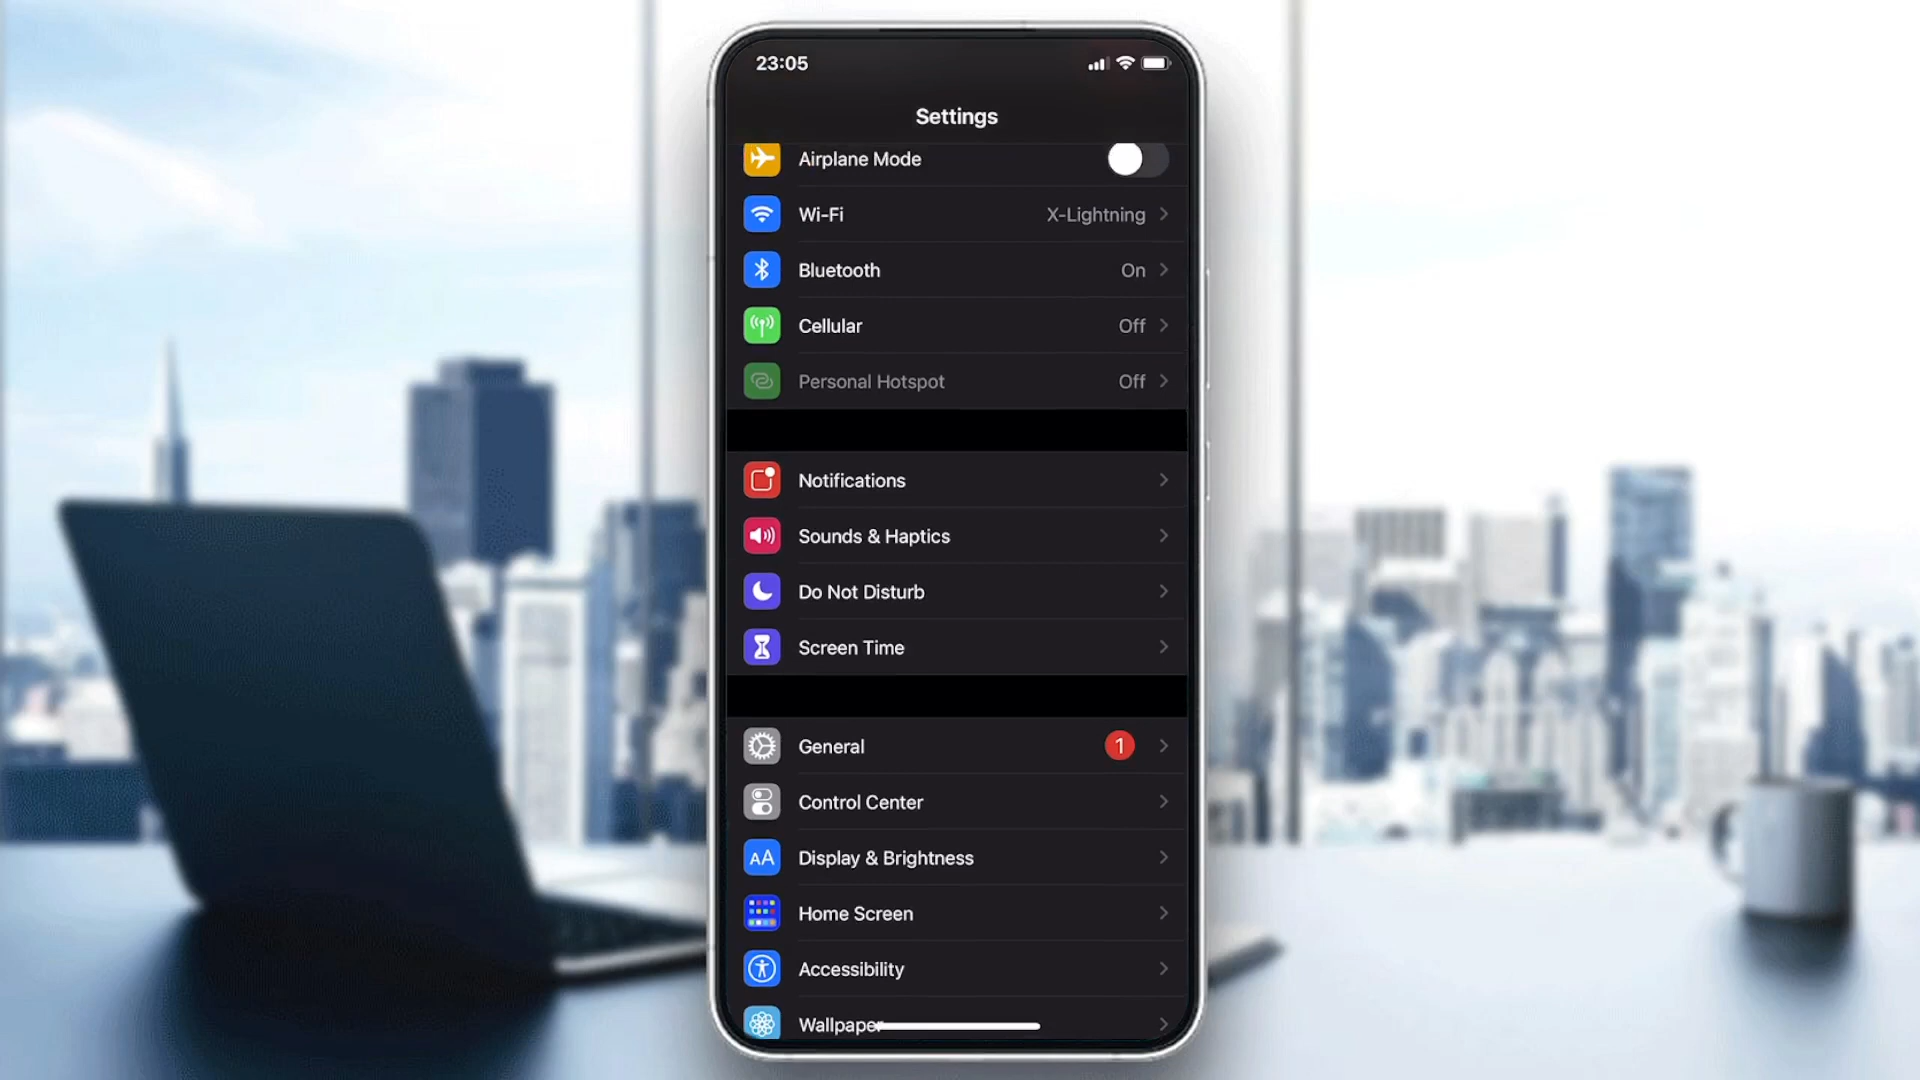 23:05
Settings
Airplane Mode
Wi-Fi X-Lightning
Bluetooth On
Cellular Off
Personal Hotspot Off
Notifications
Sounds & Haptics
Do Not Disturb
Screen Time
General 1
Control Center
AA Display & Brightness
Home Screen
Accessibility
Wallpaper